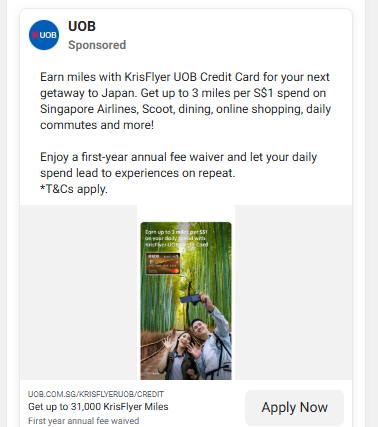 UOB
UOB
Sponsored
Earn miles with KrisFlyer UOB Credit Card for your next
getaway to Japan. Get up to 3 miles per S$1 spend on
Singapore Airlines, Scoot, dining, online shopping, daily
commutes and more!
Enjoy a first-year annual fee waiver and let your daily
spend lead to experiences on repeat.
*T&Cs apply.
Earn up to 3 miles per S$1
on your daily spend with
KrisFlyer UOB Credit Card
UOB.COM.SG/KRISFLYERUOB/CREDIT
Get up to 31,000 KrisFlyer Miles
First year annual fee waived
Apply Now